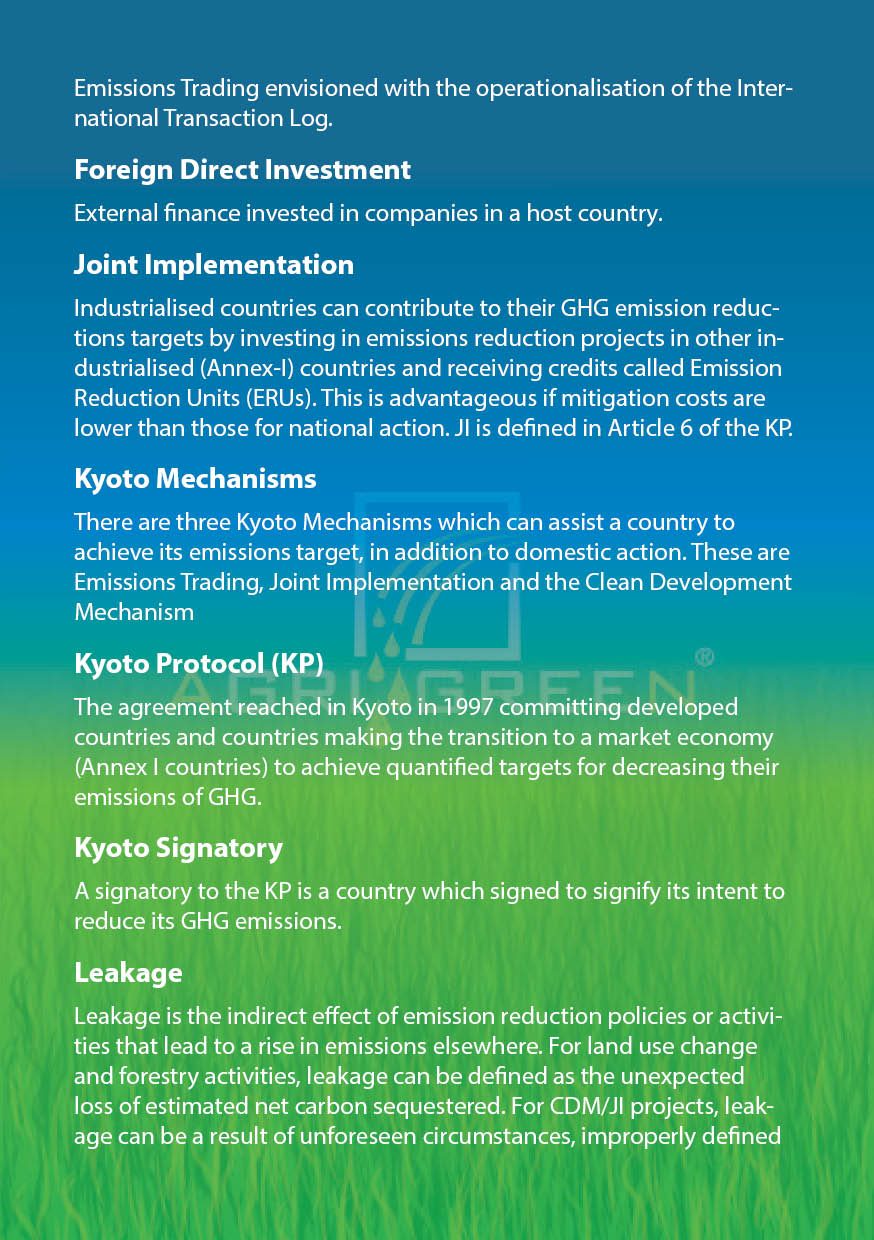 Emissions Trading envisioned with the operationalisation of the Inter-
national Transaction Log.
Foreign Direct Investment
External finance invested in companies in a host country.
Joint Implementation
Industrialised countries can contribute to their GHG emission reduc-
tions targets by investing in emissions reduction projects in other in-
dustrialised (Annex-I) countries and receiving credits called Emission
Reduction Units (ERUs). This is advantageous if mitigation costs are
lower than those for national action. JI is defined in Article 6 of the KP.
Kyoto Mechanisms
There are three Kyoto Mechanisms which can assist a country to
achieve its emissions target, in addition to domestic action. These are
Emissions Trading, Joint Implementation and the Clean Development
Mechanism
Kyoto Protocol (KP)
AGRIGREEN ®
The agreement reached in Kyoto in 1997 committing developed
countries and countries making the transition to a market economy
(Annex I countries) to achieve quantified targets for decreasing their
emissions of GHG.
Kyoto Signatory
A signatory to the KP is a country which signed to signify its intent to
reduce its GHG emissions.
Leakage
Leakage is the indirect effect of emission reduction policies or activi-
ties that lead to a rise in emissions elsewhere. For land use change
and forestry activities, leakage can be defined as the unexpected
loss of estimated net carbon sequestered. For CDM/JI projects, leak-
age can be a result of unforeseen circumstances, improperly defined